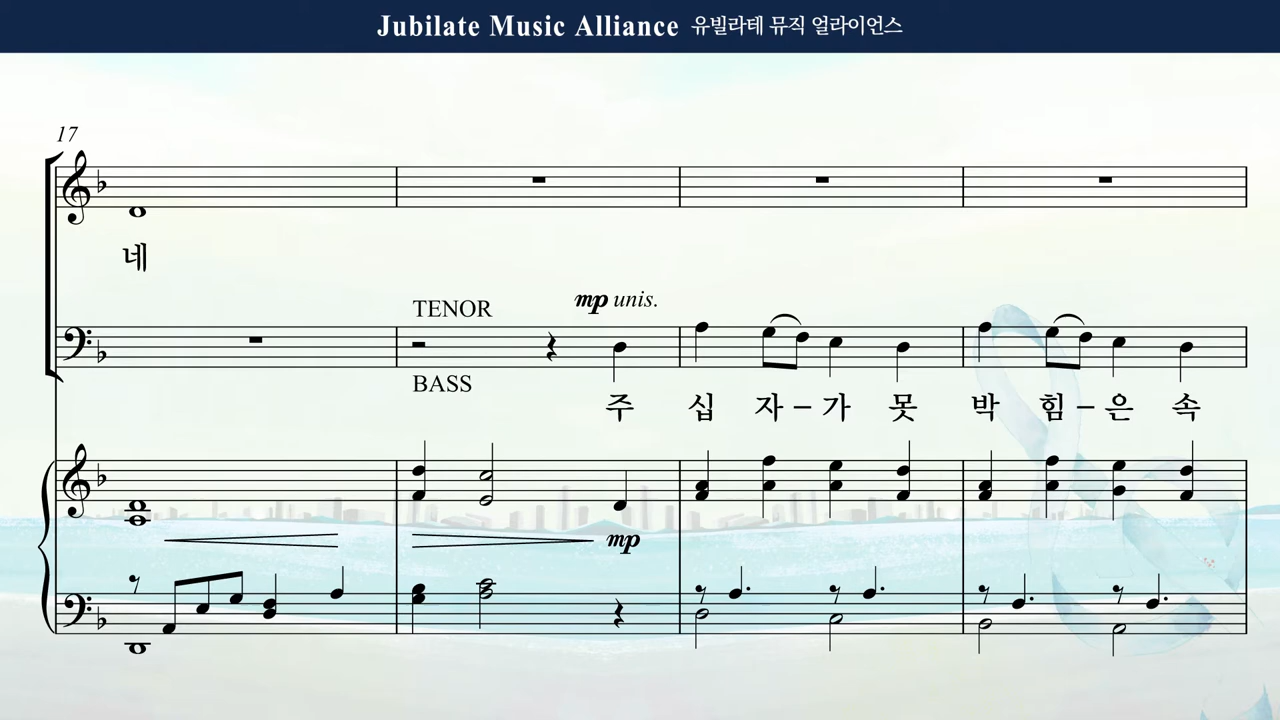 Jubilate Music Alliance 유빌라테 뮤직 얼라이언스
17
네
TENOR
mp unis.
BASS
주 십 자 – 가 못 박 힘 – 은 속
mp